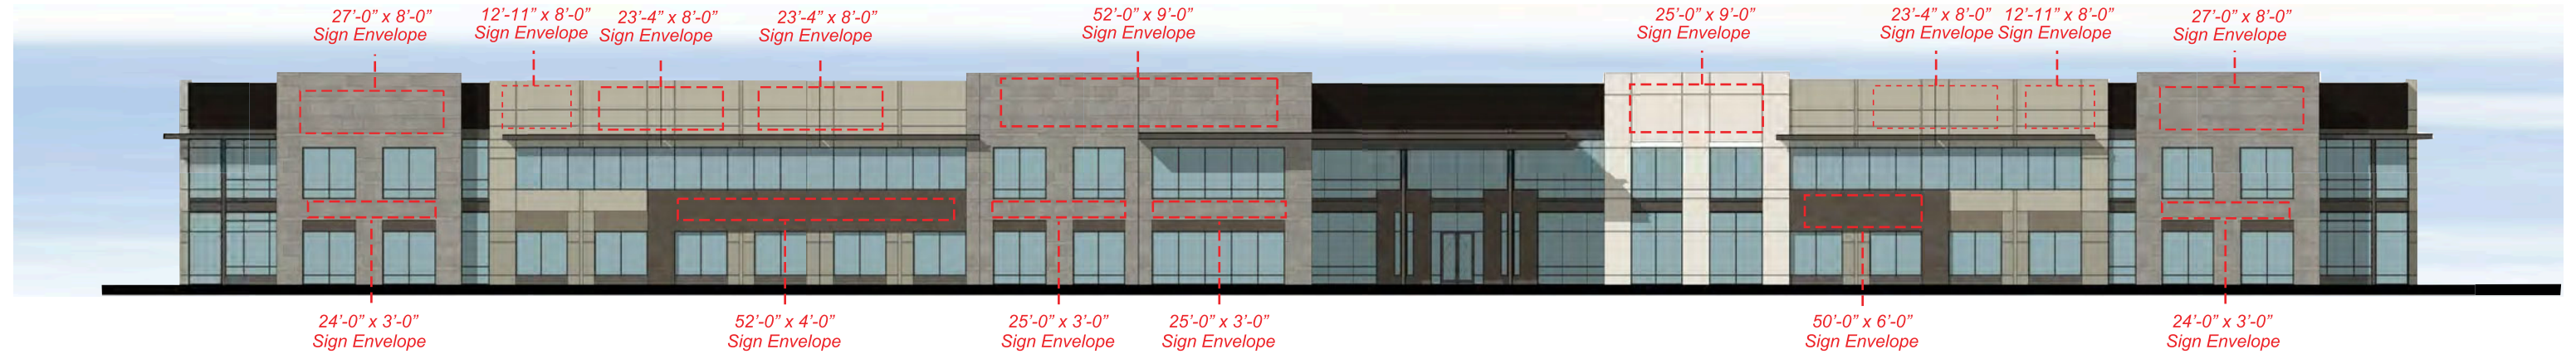 27’-0” x 8’-0”
Sign Envelope
12’-11” x 8’-0”
Sign Envelope
23’-4” x 8’-0”
Sign Envelope
23’-4” x 8’-0”
Sign Envelope
52’-0” x 9’-0”
Sign Envelope
25’-0” x 9’-0”
Sign Envelope
23’-4” x 8’-0”
Sign Envelope
12’-11” x 8’-0”
Sign Envelope
27’-0” x 8’-0”
Sign Envelope
24’-0” x 3’-0”
Sign Envelope
52’-0” x 4’-0”
Sign Envelope
25’-0” x 3’-0”
Sign Envelope
25’-0” x 3’-0”
Sign Envelope
50’-0” x 6’-0”
Sign Envelope
24’-0” x 3’-0”
Sign Envelope